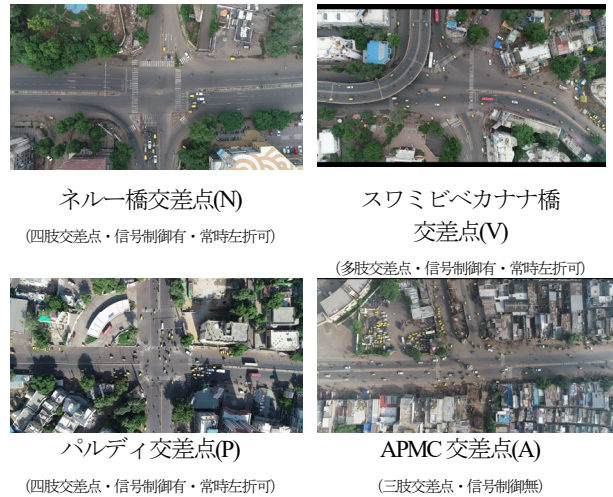 ネルー橋交差点(N)
(四肢交差点・信号制御有・常時左折可)
スワミビベカナナ橋
交差点(V)
(多肢交差点・信号制御有・常時左折可)
パルディ交差点(P)
(四肢交差点・信号制御有・常時左折可)
APMC 交差点(A)
(三肢交差点・信号制御無)